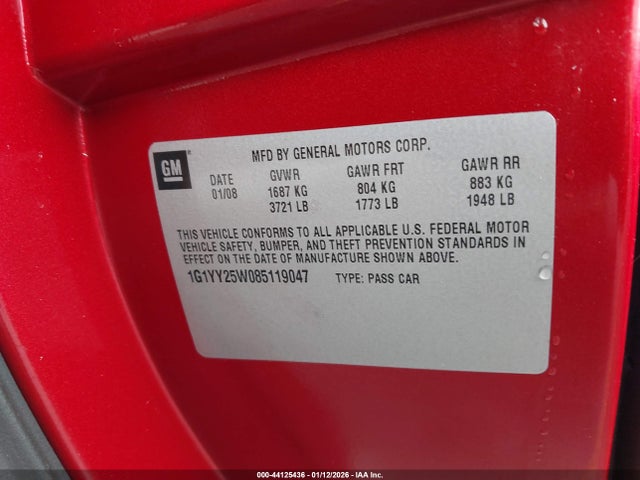 GM
MFD BY GENERAL MOTORS CORP.
DATE GVWR GAWR FRT GAWR RR
01/08 1687 KG 804 KG 883 KG
3721 LB 1773 LB 1948 LB
THIS VEHICLE CONFORMS TO ALL APPLICABLE U.S. FEDERAL MOTOR
VEHICLE SAFETY, BUMPER, AND THEFT PREVENTION STANDARDS IN
EFFECT ON THE DATE OF MANUFACTURE SHOWN ABOVE.
1G1YY25W085119047 TYPE: PASS CAR
000-44125436 - 01/12/2026 - IAA Inc.